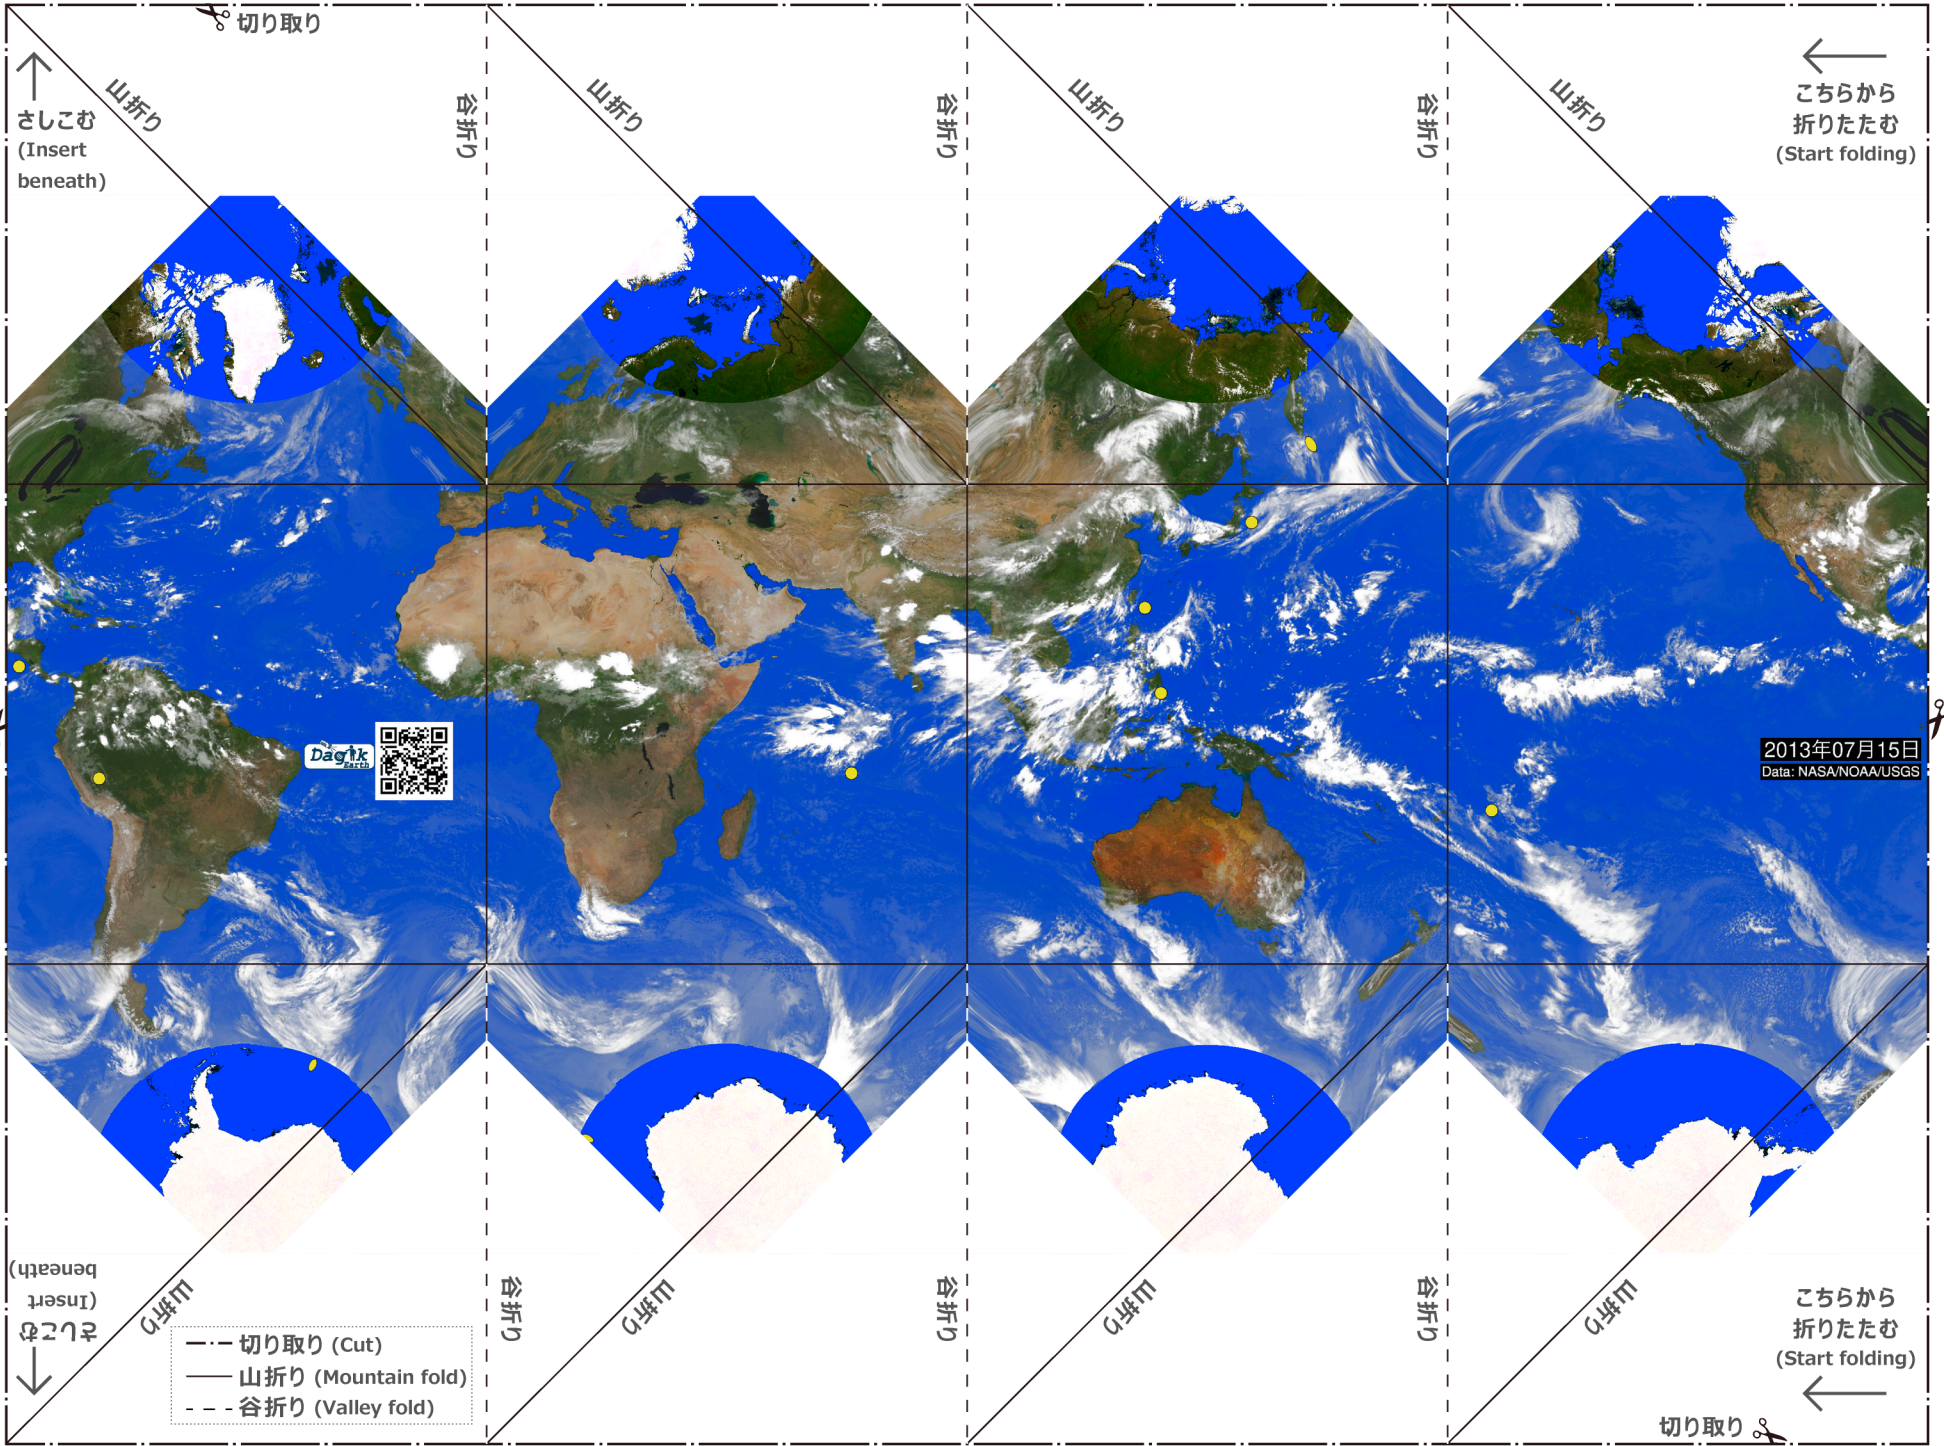 切り取り
山折り
谷折り
山折り
谷折り
山折り
谷折り
山折り
さしこむ
(Insert
beneath)
こちらから
折りたたむ
(Start folding)
Dagik
Earth
2013年07月15日
Data: NASA/NOAA/USGS
さしこむ
(Insert
beneath)
山折り
谷折り
山折り
谷折り
山折り
谷折り
山折り
切り取り (Cut)
山折り (Mountain fold)
谷折り (Valley fold)
こちらから
折りたたむ
(Start folding)
切り取り